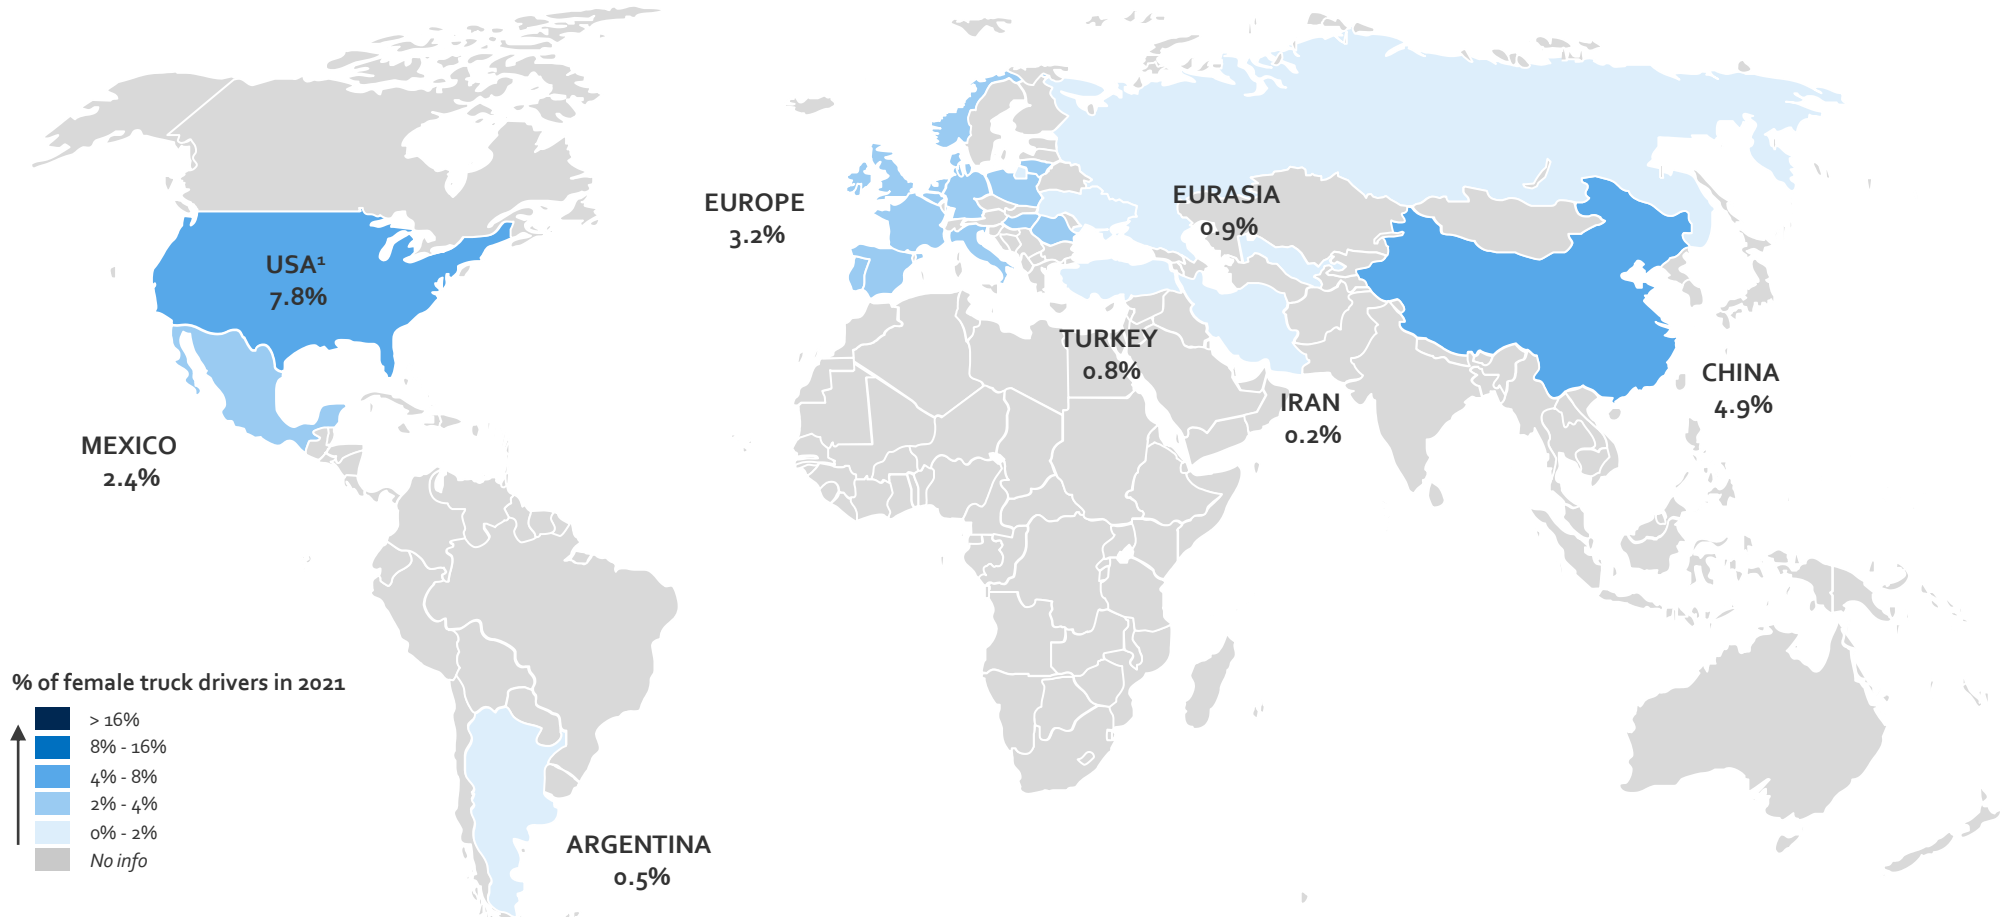 USA¹
7.8%
MEXICO
2.4%
ARGENTINA
0.5%
EUROPE
3.2%
EURASIA
0.9%
TURKEY
0.8%
IRAN
0.2%
CHINA
4.9%
% of female truck drivers in 2021
> 16%
8% - 16%
4% - 8%
2% - 4%
0% - 2%
No info